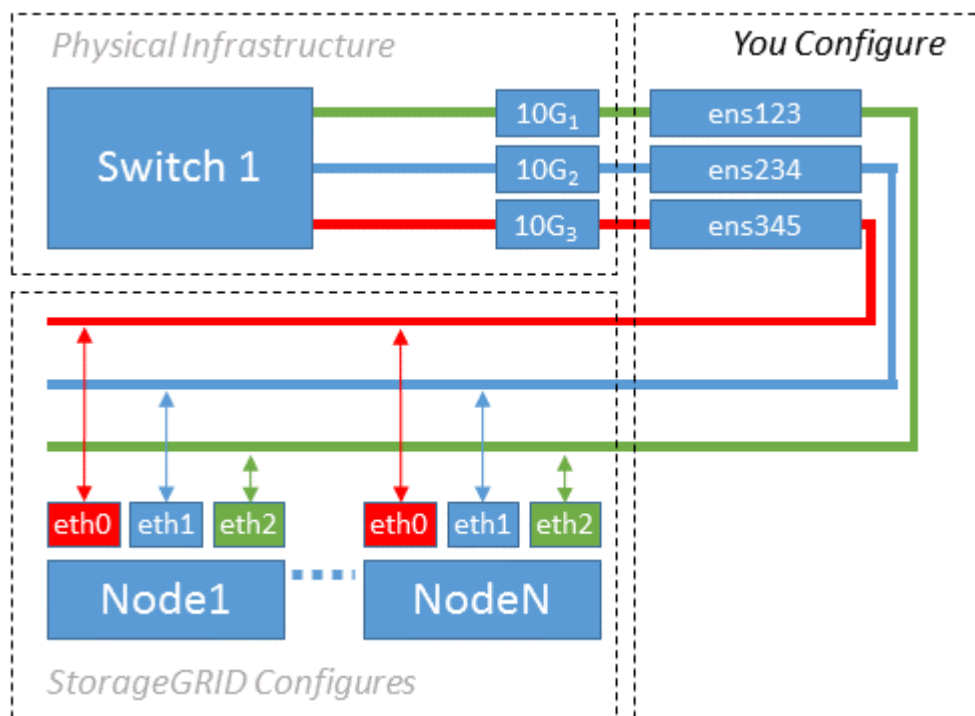 Physical Infrastructure
You Configure
Switch 1
10G₁
ens123
10G₂
ens234
10G₃
ens345
eth0
eth1
eth2
eth0
eth1
eth2
Node1
NodeN
StorageGRID Configures